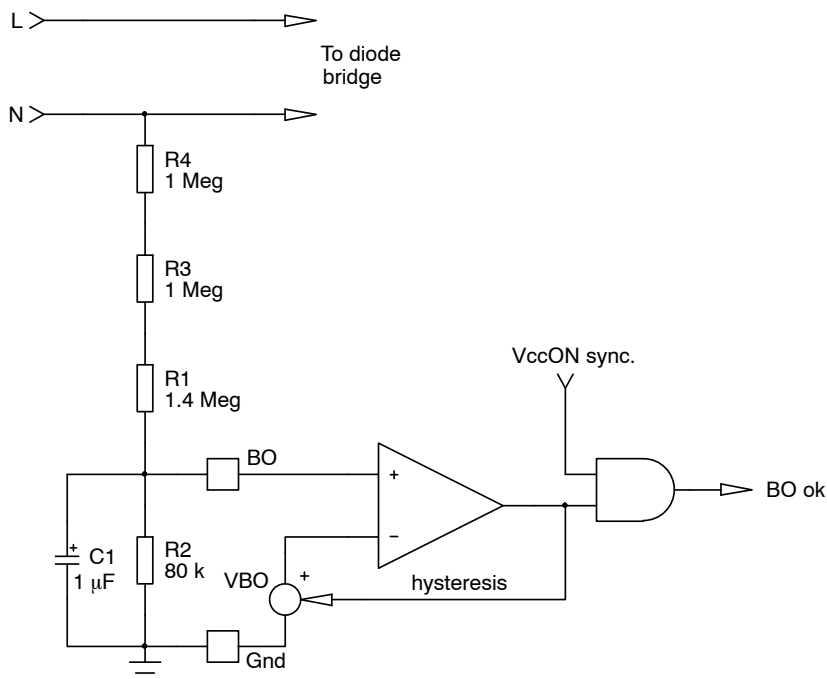 L
To diode
bridge
N
R4
1 Meg
R3
1 Meg
R1
1.4 Meg
VccON sync.
BO
+
−
BO ok
+
C1
1 μF
R2
80 k
VBO
+
hysteresis
Gnd